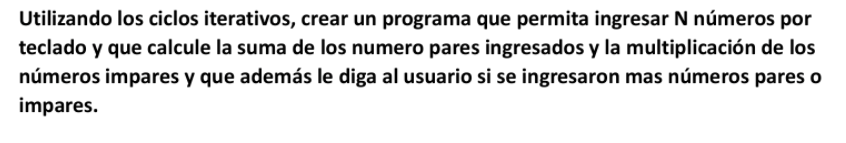 Utilizando los ciclos iterativos, crear un programa que permita ingresar N números por
teclado y que calcule la suma de los numero pares ingresados y la multiplicación de los
números impares y que además le diga al usuario si se ingresaron mas números pares o
impares.